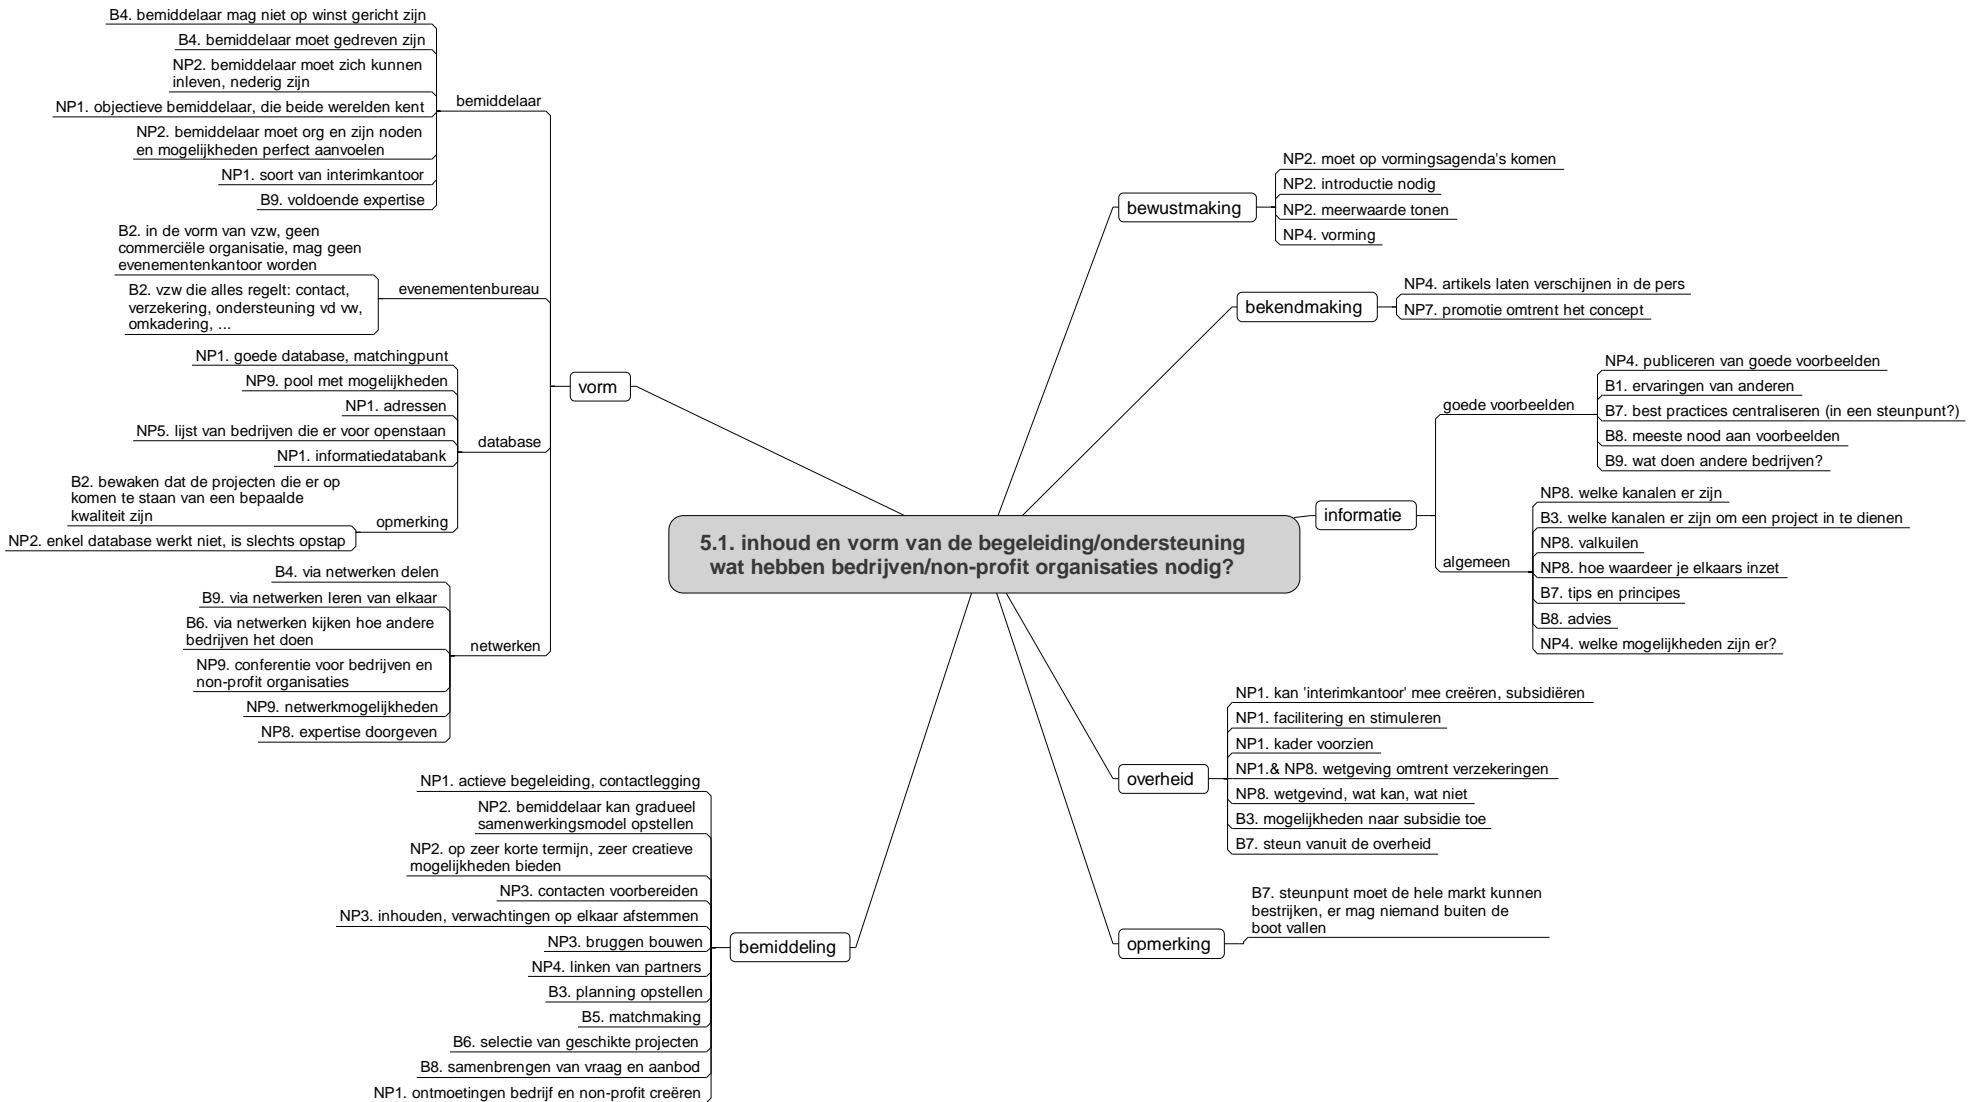 B4. bemiddelaar mag niet op winst gericht zijn
B4. bemiddelaar moet gedreven zijn
NP2. bemiddelaar moet zich kunnen
inleven, nederig zijn
NP1. objectieve bemiddelaar, die beide werelden kent
NP2. bemiddelaar moet org en zijn noden
en mogelijkheden perfect aanvoelen
NP1. soort van interimkantoor
B9. voldoende expertise
bemiddelaar
B2. in de vorm van vzw, geen
commerciële organisatie, mag geen
evenementenkantoor worden
B2. vzw die alles regelt: contact,
verzekering, ondersteuning vd vw,
omkadering, ...
evenementenbureau
NP1. goede database, matchingpunt
NP9. pool met mogelijkheden
NP1. adressen
NP5. lijst van bedrijven die er voor openstaan
NP1. informatiedatabank
B2. bewaken dat de projecten die er op
komen te staan van een bepaalde
kwaliteit zijn
NP2. enkel database werkt niet, is slechts opstap
opmerking
database
B4. via netwerken delen
B9. via netwerken leren van elkaar
B6. via netwerken kijken hoe andere
bedrijven het doen
NP9. conferentie voor bedrijven en
non-profit organisaties
NP9. netwerkmogelijkheden
NP8. expertise doorgeven
netwerken
vorm
NP1. actieve begeleiding, contactlegging
NP2. bemiddelaar kan gradueel
samenwerkingsmodel opstellen
NP2. op zeer korte termijn, zeer creatieve
mogelijkheden bieden
NP3. contacten voorbereiden
NP3. inhouden, verwachtingen op elkaar afstemmen
NP3. bruggen bouwen
NP4. linken van partners
B3. planning opstellen
B5. matchmaking
B6. selectie van geschikte projecten
B8. samenbrengen van vraag en aanbod
NP1. ontmoetingen bedrijf en non-profit creëren
bemiddeling
5.1. inhoud en vorm van de begeleiding/ondersteuning
wat hebben bedrijven/non-profit organisaties nodig?
bewustmaking
NP2. moet op vormingsagenda's komen
NP2. introductie nodig
NP2. meerwaarde tonen
NP4. vorming
bekendmaking
NP4. artikels laten verschijnen in de pers
NP7. promotie omtrent het concept
informatie
goede voorbeelden
NP4. publiceren van goede voorbeelden
B1. ervaringen van anderen
B7. best practices centraliseren (in een steunpunt?)
B8. meeste nood aan voorbeelden
B9. wat doen andere bedrijven?
algemeen
NP8. welke kanalen er zijn
B3. welke kanalen er zijn om een project in te dienen
NP8. valkuilen
NP8. hoe waardeer je elkaars inzet
B7. tips en principes
B8. advies
NP4. welke mogelijkheden zijn er?
overheid
NP1. kan 'interimkantoor' mee creëren, subsidiëren
NP1. facilitering en stimuleren
NP1. kader voorzien
NP1.& NP8. wetgeving omtrent verzekeringen
NP8. wetgevind, wat kan, wat niet
B3. mogelijkheden naar subsidie toe
B7. steun vanuit de overheid
opmerking
B7. steunpunt moet de hele markt kunnen
bestrijken, er mag niemand buiten de
boot vallen